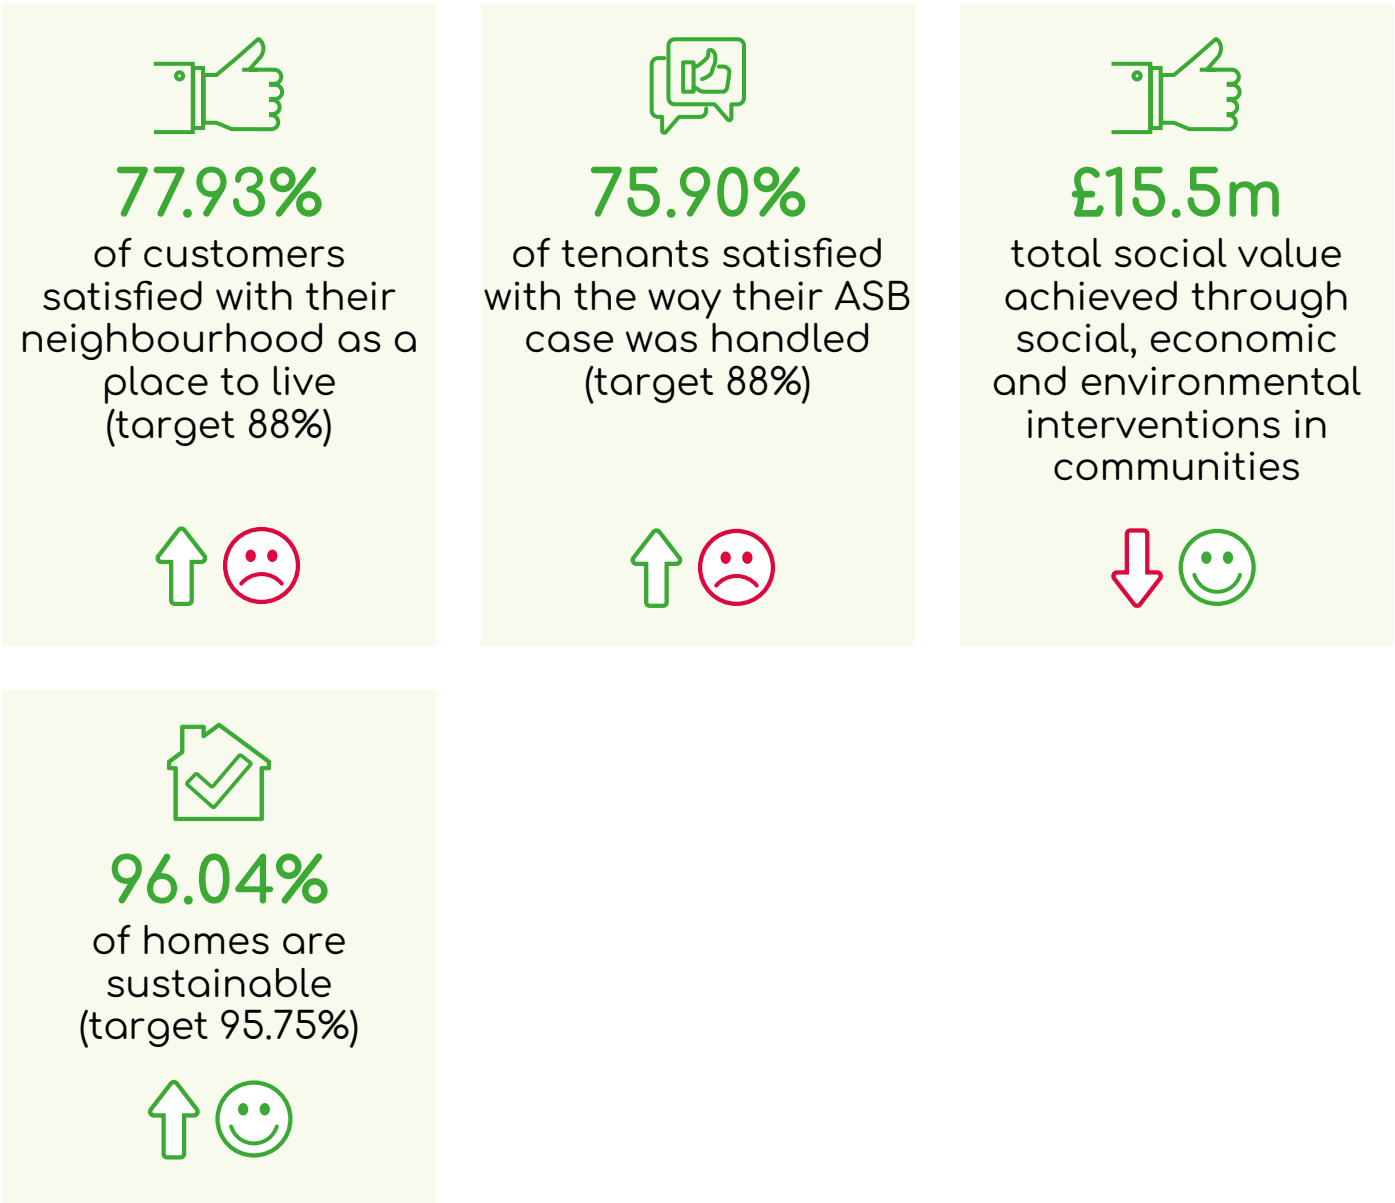 77.93%
of customers
satisfied with their
neighbourhood as a
place to live
(target 88%)
75.90%
of tenants satisfied
with the way their ASB
case was handled
(target 88%)
£15.5m
total social value
achieved through
social, economic
and environmental
interventions in
communities
96.04%
of homes are
sustainable
(target 95.75%)